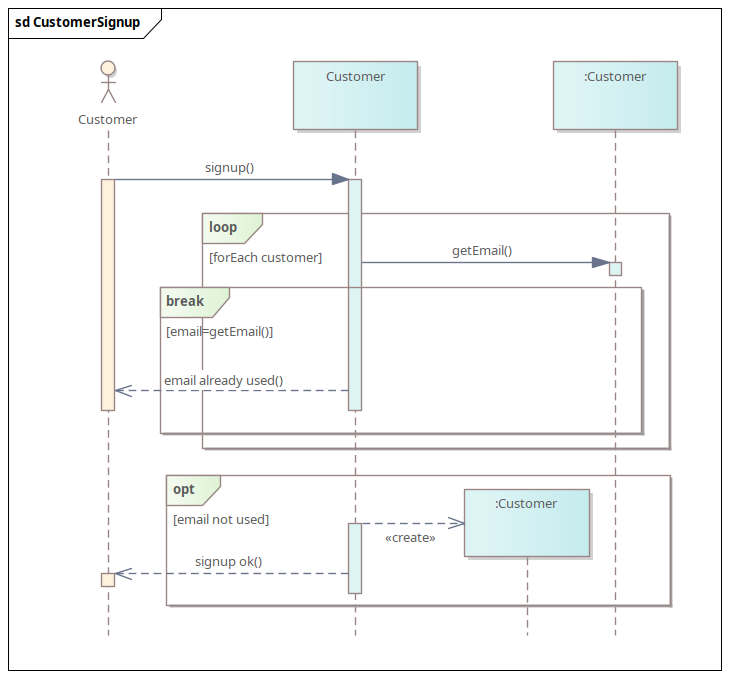 sd CustomerSignup
Customer
Customer
:Customer
signup()
loop
[forEach customer]
getEmail()
break
[email=getEmail()]
email already used()
opt
[email not used]
:Customer
«create»
signup ok()